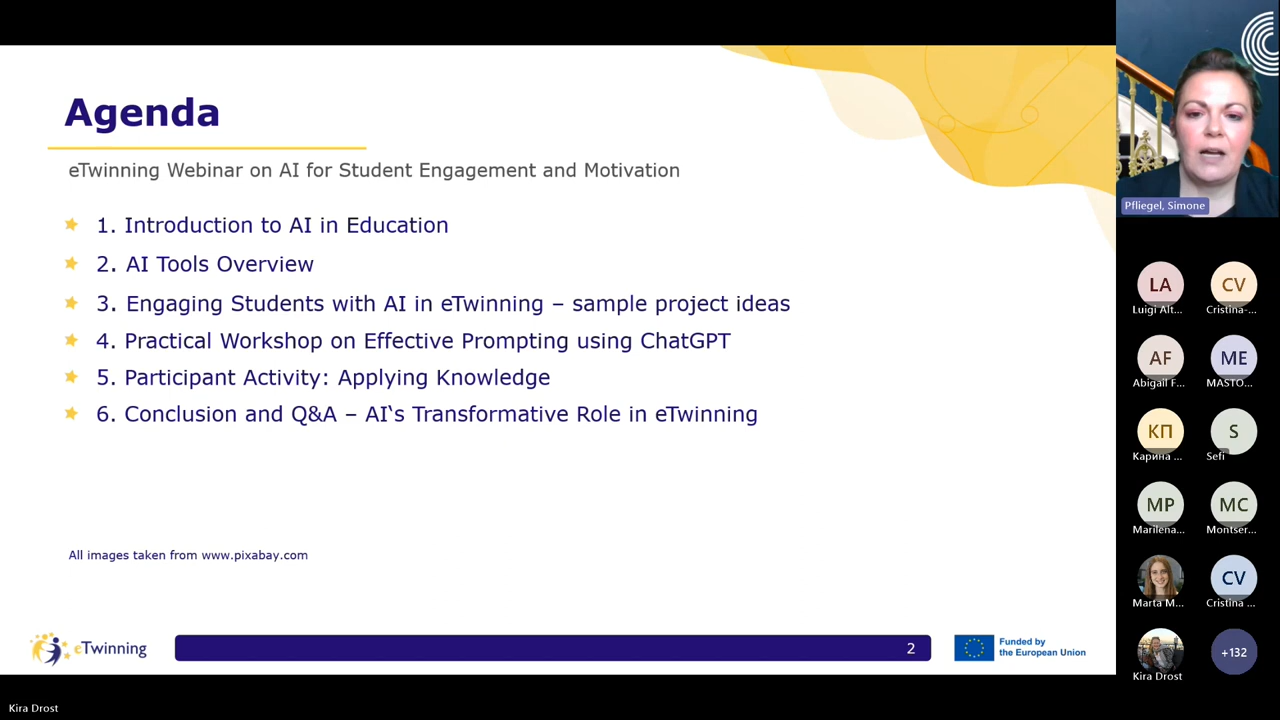 Agenda
eTwinning Webinar on AI for Student Engagement and Motivation
1. Introduction to AI in Education
2. AI Tools Overview
3. Engaging Students with AI in eTwinning – sample project ideas
4. Practical Workshop on Effective Prompting using ChatGPT
5. Participant Activity: Applying Knowledge
6. Conclusion and Q&A – AI‘s Transformative Role in eTwinning
All images taken from www.pixabay.com
eTwinning
2
Funded by
the European Union
Pfliegel, Simone
LA
Luigi Alt...
CV
Cristina-...
AF
Abigail F...
ME
MASTO...
КП
Карина ...
S
Sefi
MP
Marilena...
MC
Montser...
Marta M...
CV
Cristina ...
Kira Drost
+132
Kira Drost